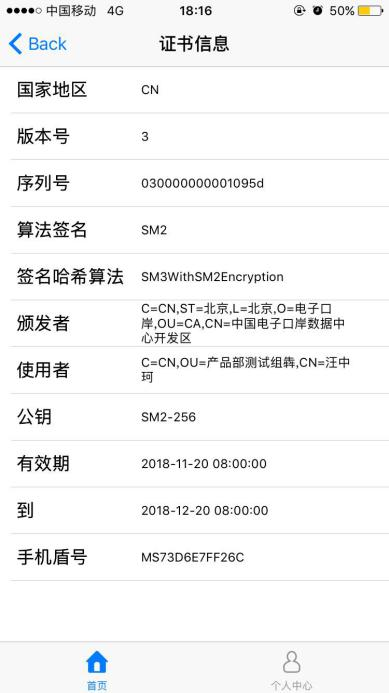 中国移动 4G 18:16 50%
Back 证书信息
国家地区 CN
版本号 3
序列号 030000000001095d
算法签名 SM2
签名哈希算法 SM3WithSM2Encryption
颁发者 C=CN,ST=北京,L=北京,O=电子口
岸,OU=CA,CN=中国电子口岸数据中
心开发区
使用者 C=CN,OU=产品部测试组犇,CN=汪中
珂
公钥 SM2-256
有效期 2018-11-20 08:00:00
到 2018-12-20 08:00:00
手机盾号 MS73D6E7FF26C
首页 个人中心